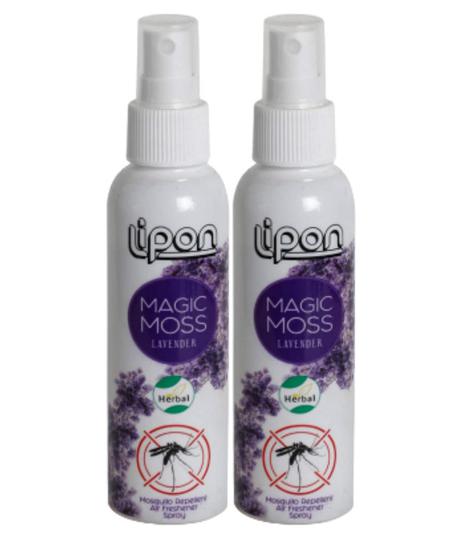 Lipon
MAGIC
MOSS
LAVENDER
Herbal
Mosquito Repellent
Air Freshener
Spray
Lipon
MAGIC
MOSS
LAVENDER
Herbal
Mosquito Repellent
Air Freshener
Spray